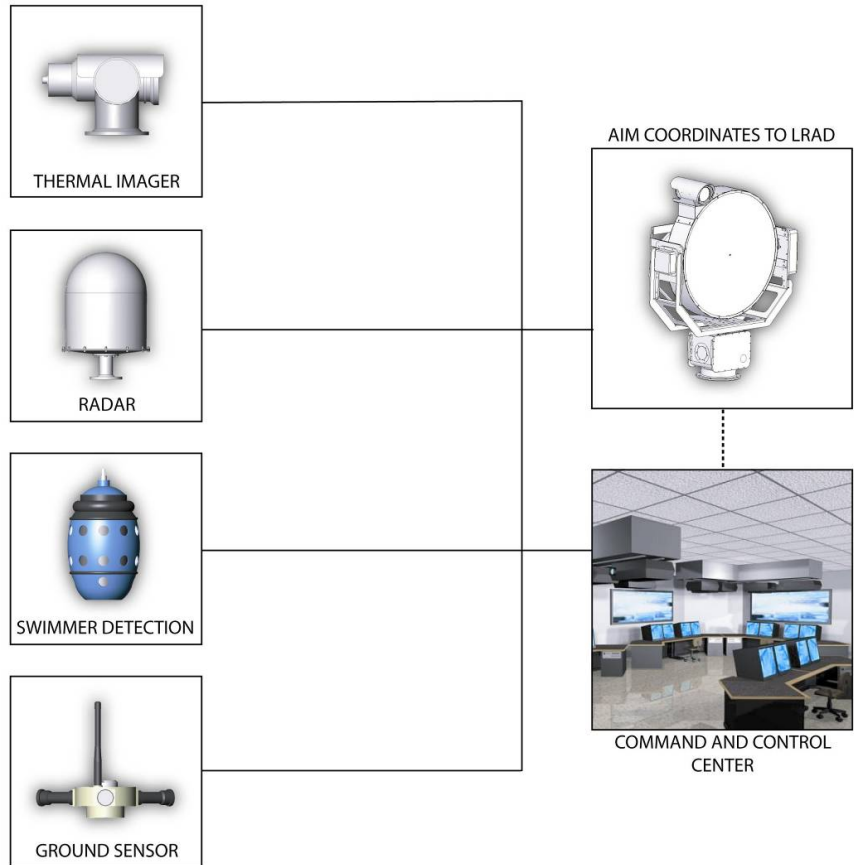 THERMAL IMAGER
AIM COORDINATES TO LRAD
RADAR
SWIMMER DETECTION
COMMAND AND CONTROL
CENTER
GROUND SENSOR